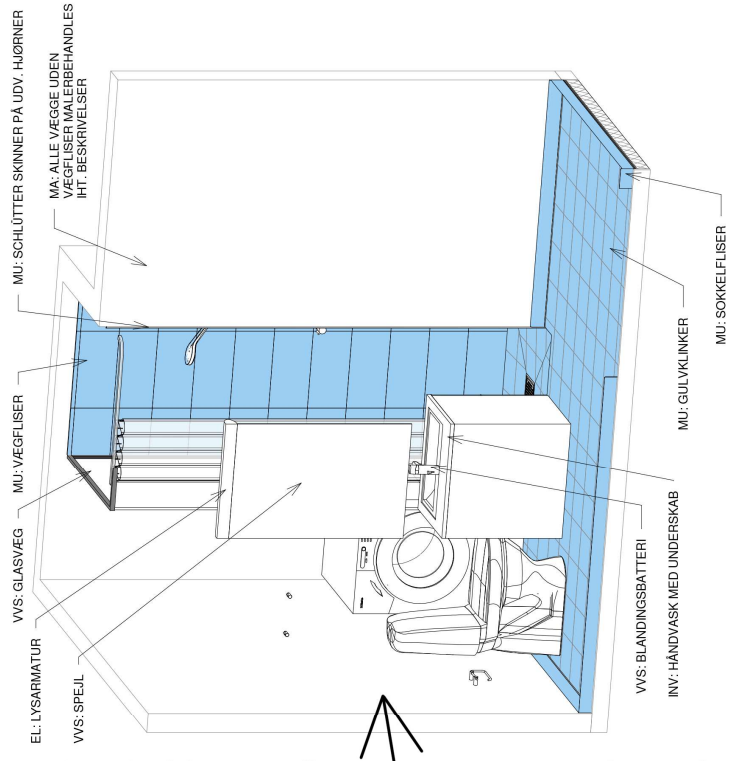 EL: LYSARMATUR
VVS: SPEJL
VVS: GLASVÆG
MU: VÆGFLISER
MU: SCHLÜTTER SKINNER PÅ UDV. HJØRNER
MA: ALLE VÆGGE UDEN
VÆGFLISER MALERBEHANDLES
IHT. BESKRIVELSER
VVS: BLANDINGSBATTERI
INV: HÅNDVASK MED UNDERSKAB
MU: GULVKLINKER
MU: SOKKELFLISER